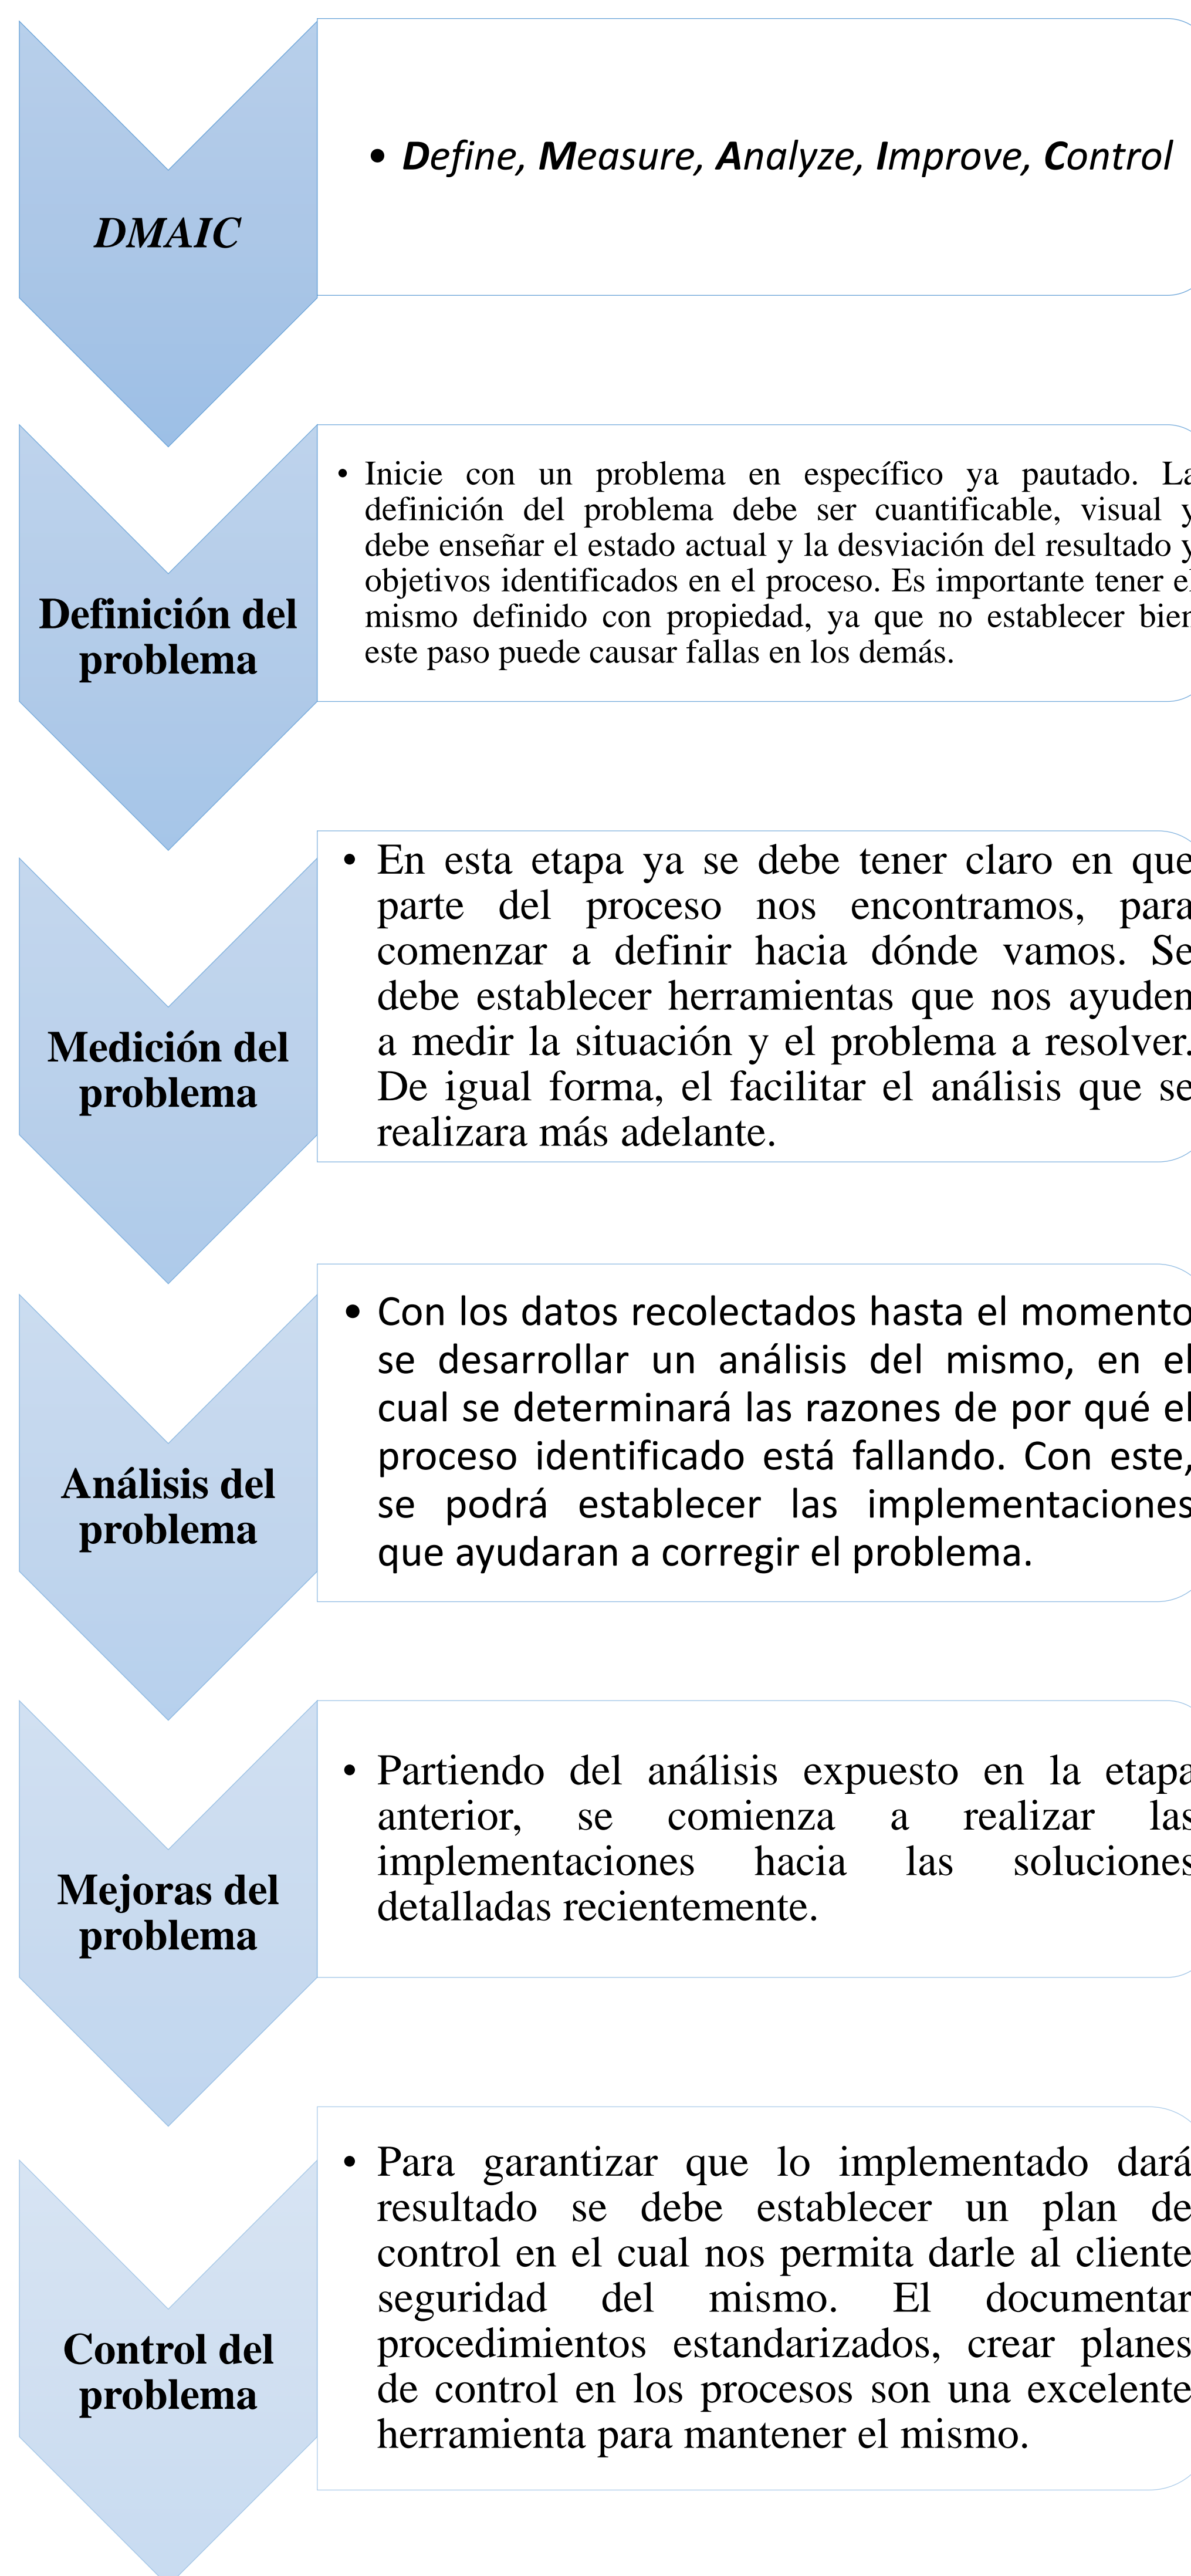 DMAIC
• Define, Measure, Analyze, Improve, Control
Definición del
problema
• Inicie con un problema en específico ya pautado. La
definición del problema debe ser cuantificable, visual y
debe enseñar el estado actual y la desviación del resultado y
objetivos identificados en el proceso. Es importante tener el
mismo definido con propiedad, ya que no establecer bien
este paso puede causar fallas en los demás.
Medición del
problema
• En esta etapa ya se debe tener claro en que
parte del proceso nos encontramos, para
comenzar a definir hacia dónde vamos. Se
debe establecer herramientas que nos ayuden
a medir la situación y el problema a resolver.
De igual forma, el facilitar el análisis que se
realizara más adelante.
Análisis del
problema
• Con los datos recolectados hasta el momento
se desarrollar un análisis del mismo, en el
cual se determinará las razones de por qué el
proceso identificado está fallando. Con este,
se podrá establecer las implementaciones
que ayudaran a corregir el problema.
Mejoras del
problema
• Partiendo del análisis expuesto en la etapa
anterior, se comienza a realizar las
implementaciones hacia las soluciones
detalladas recientemente.
Control del
problema
• Para garantizar que lo implementado dará
resultado se debe establecer un plan de
control en el cual nos permita darle al cliente
seguridad del mismo. El documentar
procedimientos estandarizados, crear planes
de control en los procesos son una excelente
herramienta para mantener el mismo.